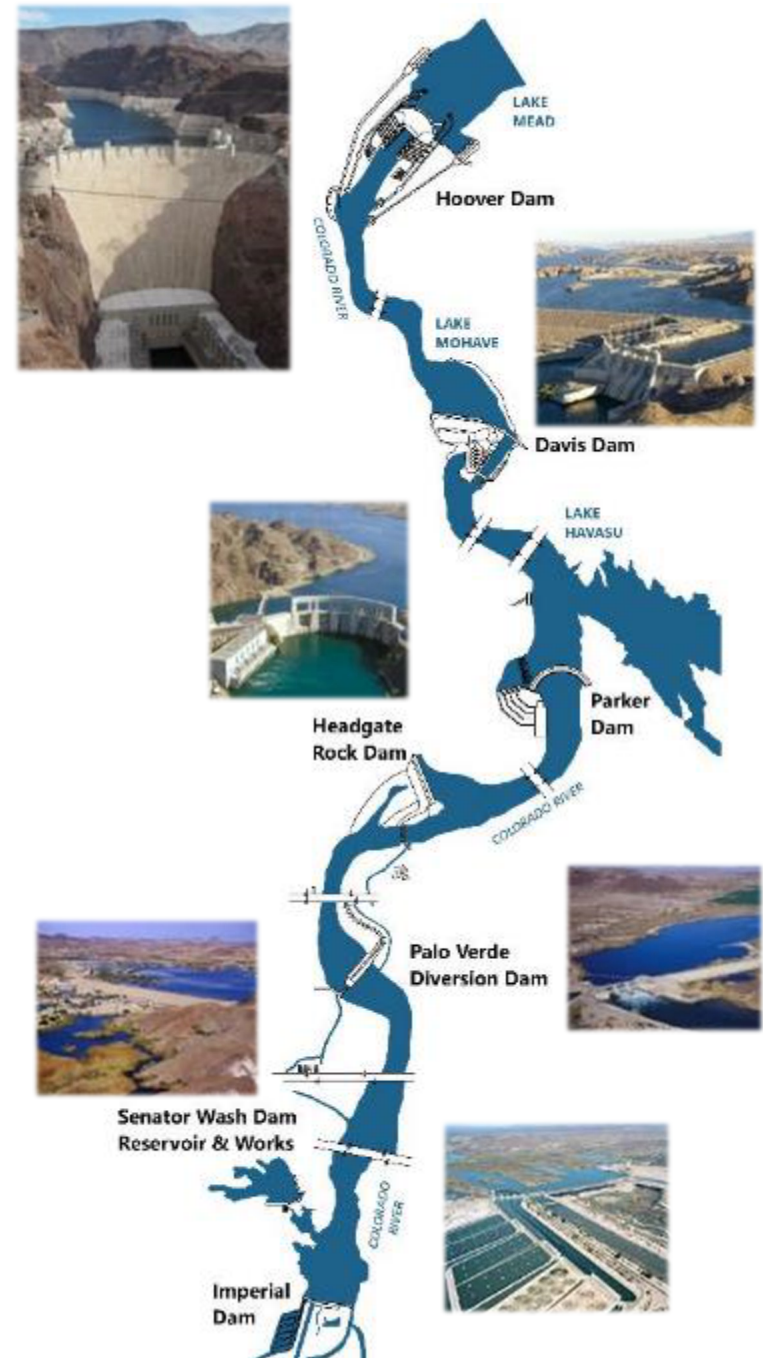 LAKE
MEAD
Hoover Dam
COLORADO RIVER
LAKE
MOHAVE
Davis Dam
LAKE
HAVASU
Parker
Dam
Headgate
Rock Dam
COLORADO RIVER
Palo Verde
Diversion Dam
Senator Wash Dam
Reservoir & Works
COLORADO
RIVER
Imperial
Dam